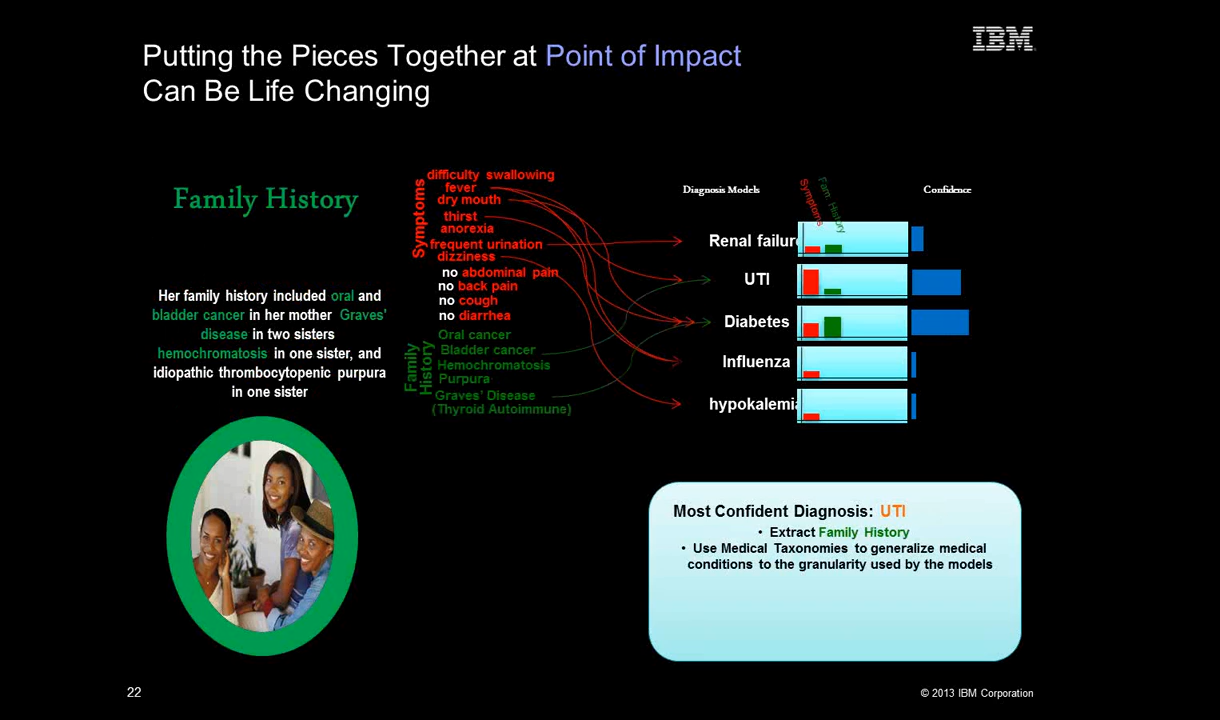 IBM
Putting the Pieces Together at Point of Impact
Can Be Life Changing
Family History
Her family history included oral and
bladder cancer in her mother Graves'
disease in two sisters
hemochromatosis in one sister, and
idiopathic thrombocytopenic purpura
in one sister
Symptoms
difficulty swallowing
fever
dry mouth
thirst
anorexia
frequent urination
dizziness
no abdominal pain
no back pain
no cough
no diarrhea
Family
History
Oral cancer
Bladder cancer
Hemochromatosis
Purpura
Graves' Disease
(Thyroid Autoimmune)
Diagnosis Models
Symptoms
Fam History
Confidence
Renal failure
UTI
Diabetes
Influenza
hypokalemia
Most Confident Diagnosis: UTI
• Extract Family History
• Use Medical Taxonomies to generalize medical
conditions to the granularity used by the models
22
© 2013 IBM Corporation